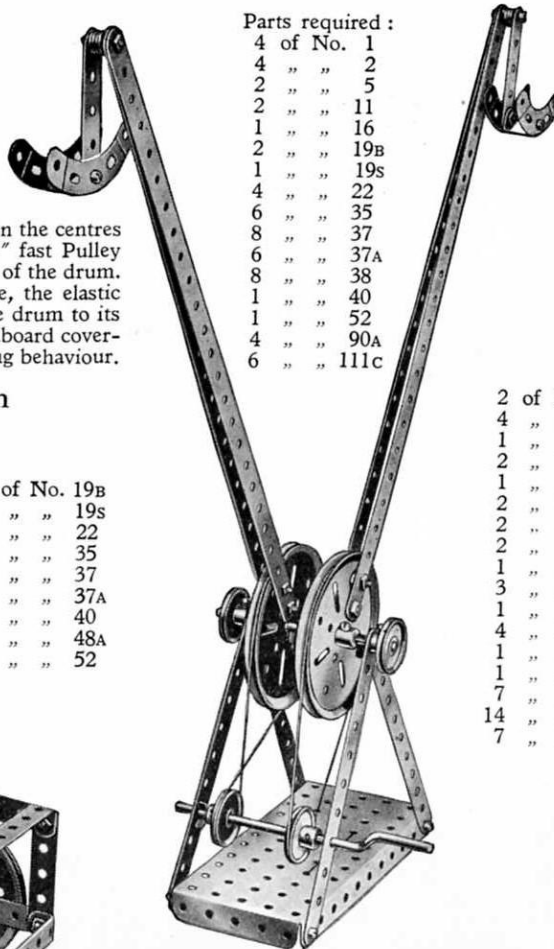 Parts required :
4 of No. 1
4 „ „ 2
2 „ „ 5
2 „ „ 11
1 „ „ 16
2 „ „ 19B
1 „ „ 19S
4 „ „ 22
6 „ „ 35
8 „ „ 37
6 „ „ 37A
8 „ „ 38
1 „ „ 40
1 „ „ 52
4 „ „ 90A
6 „ „ 111C
n the centres
″ fast Pulley
of the drum.
e, the elastic
e drum to its
board cover-
ug behaviour.
n
of No. 19B
„ „ 19S
„ „ 22
„ „ 35
„ „ 37
„ „ 37A
„ „ 40
„ „ 48A
„ „ 52
2 of
4 „
1 „
2 „
1 „
2 „
2 „
2 „
1 „
3 „
1 „
4 „
1 „
1 „
7 „
14 „
7 „